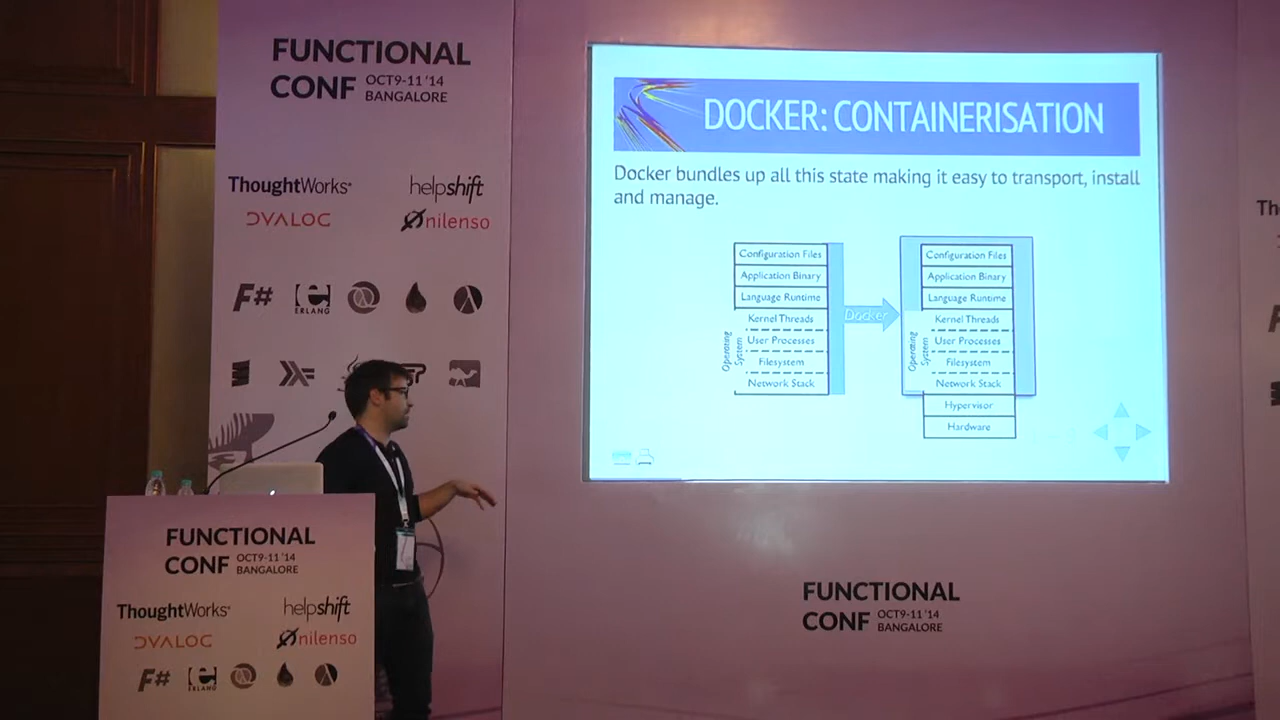 FUNCTIONAL
CONF OCT9-11 '14
BANGALORE
ThoughtWorks®
helpshift
DYALOC
nilenso
F#
ERLANG
DOCKER: CONTAINERISATION
Docker bundles up all this state making it easy to transport, install
and manage.
Configuration Files
Application Binary
Language Runtime
Kernel Threads
User Processes
Filesystem
Network Stack
Operating
System
Docker
Configuration Files
Application Binary
Language Runtime
Kernel Threads
User Processes
Filesystem
Network Stack
Operating
System
Hypervisor
Hardware
FUNCTIONAL
CONF OCT9-11 '14
BANGALORE
ThoughtWorks®
helpshift
DYALOC
nilenso
F#
ERLANG
FUNCTIONAL
CONF OCT9-11 '14
BANGALORE
Th